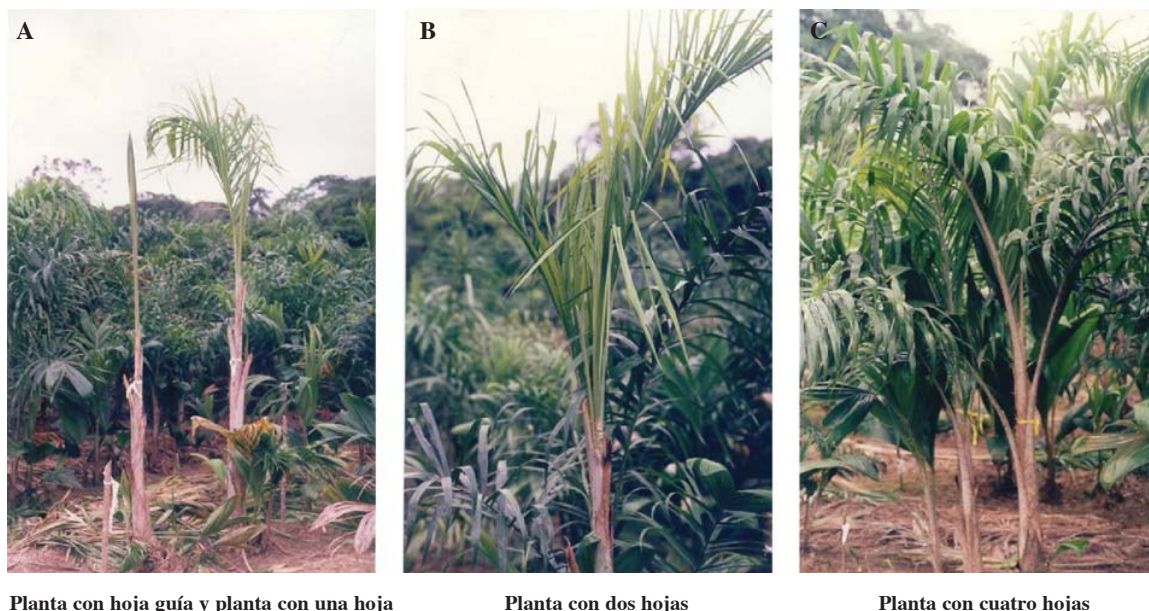 A
B
C
Planta con hoja guía y planta con una hoja
Planta con dos hojas
Planta con cuatro hojas